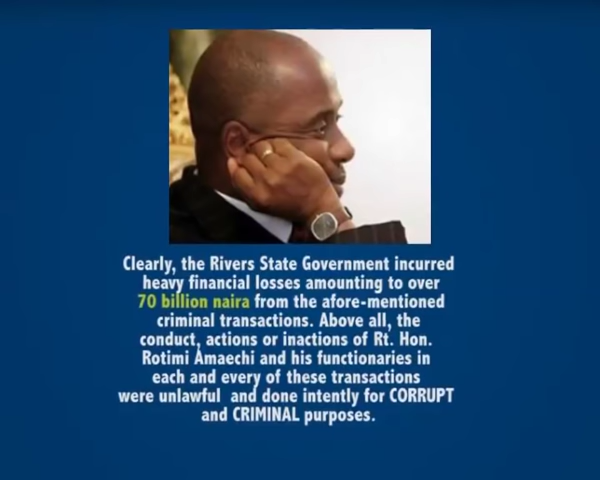 Clearly, the Rivers State Government incurred
heavy financial losses amounting to over
70 billion naira from the afore-mentioned
criminal transactions. Above all, the
conduct, actions or inactions of Rt. Hon.
Rotimi Amaechi and his functionaries in
each and every of these transactions
were unlawful and done intently for CORRUPT
and CRIMINAL purposes.